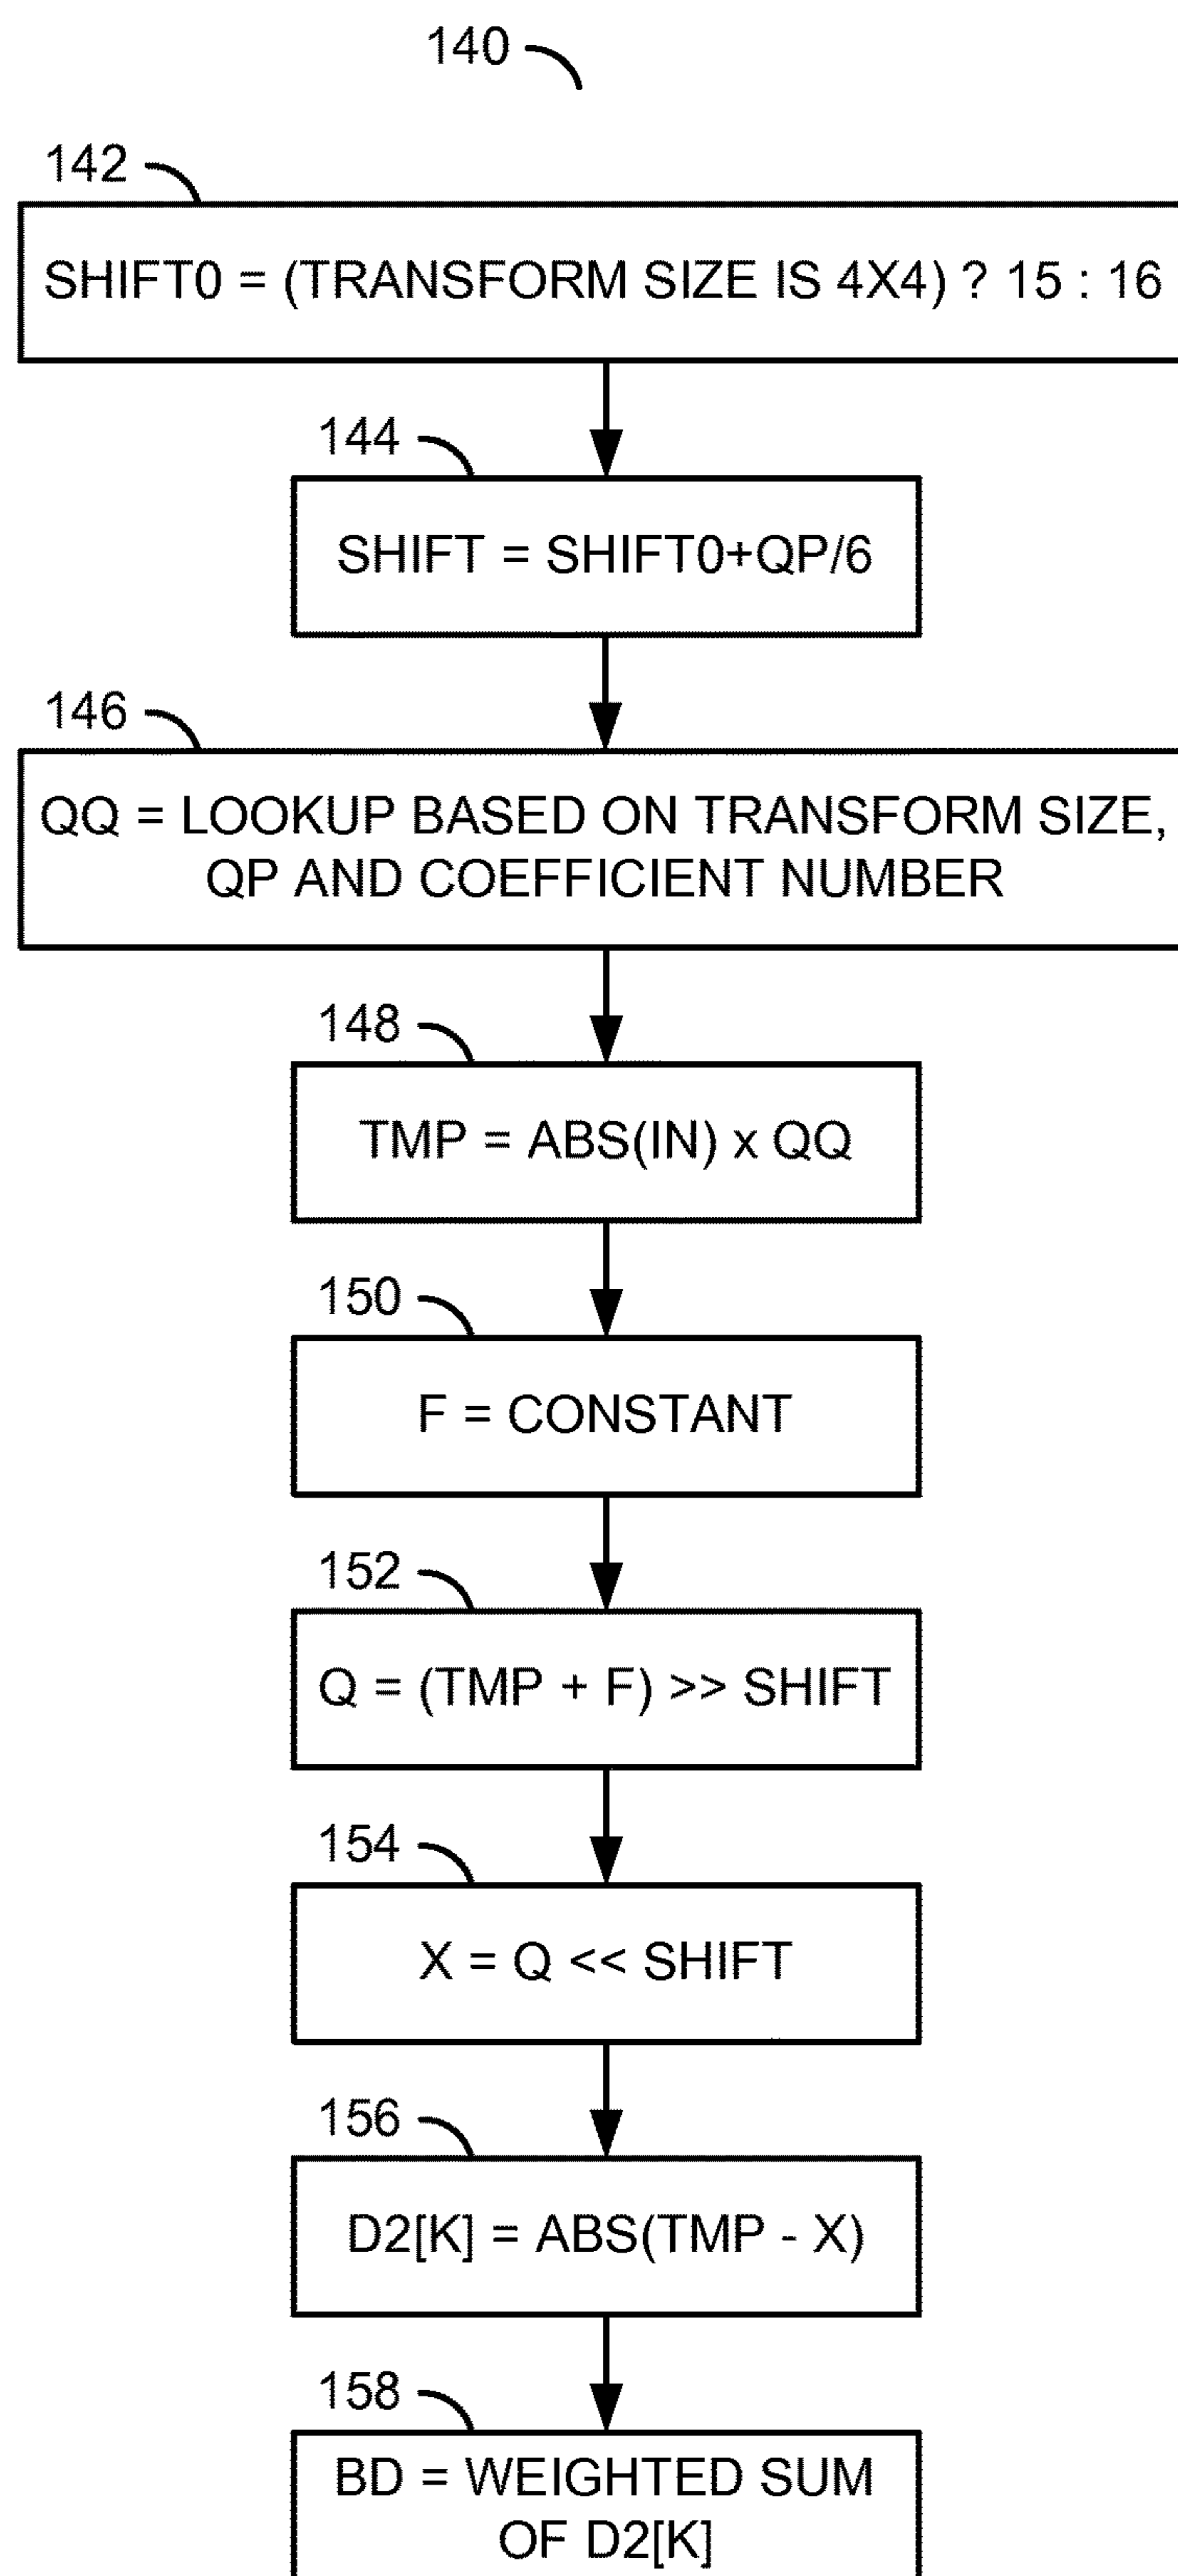 140
142
SHIFT0 = (TRANSFORM SIZE IS 4X4) ? 15 : 16
144
SHIFT = SHIFT0+QP/6
146
QQ = LOOKUP BASED ON TRANSFORM SIZE,
QP AND COEFFICIENT NUMBER
148
TMP = ABS(IN) x QQ
150
F = CONSTANT
152
Q = (TMP + F) >> SHIFT
154
X = Q << SHIFT
156
D2[K] = ABS(TMP - X)
158
BD = WEIGHTED SUM
OF D2[K]